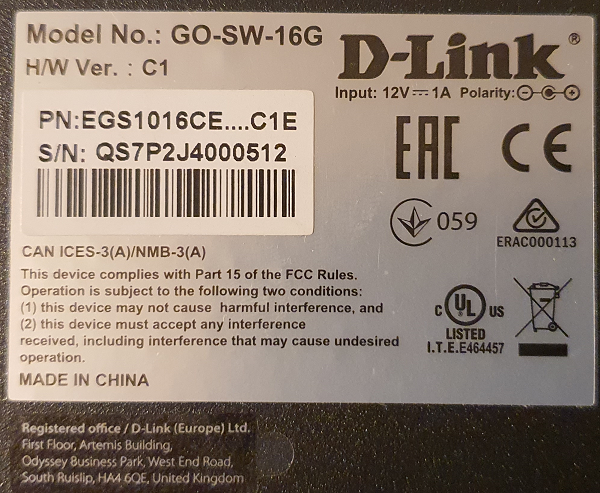 Model No.: GO-SW-16G
H/W Ver. : C1
D-Link®
Input: 12V⎓1A Polarity:
PN:EGS1016CE....C1E
S/N: QS7P2J4000512
EAC CE
059
ERAC000113
CAN ICES-3(A)/NMB-3(A)
This device complies with Part 15 of the FCC Rules.
Operation is subject to the following two conditions:
(1) this device may not cause harmful interference, and
(2) this device must accept any interference
received, including interference that may cause undesired
operation.
C UL US
LISTED
I.T.E.E464457
MADE IN CHINA
Registered office / D-Link (Europe) Ltd.
First Floor, Artemis Building,
Odyssey Business Park, West End Road,
South Ruislip, HA4 6QE, United Kingdom